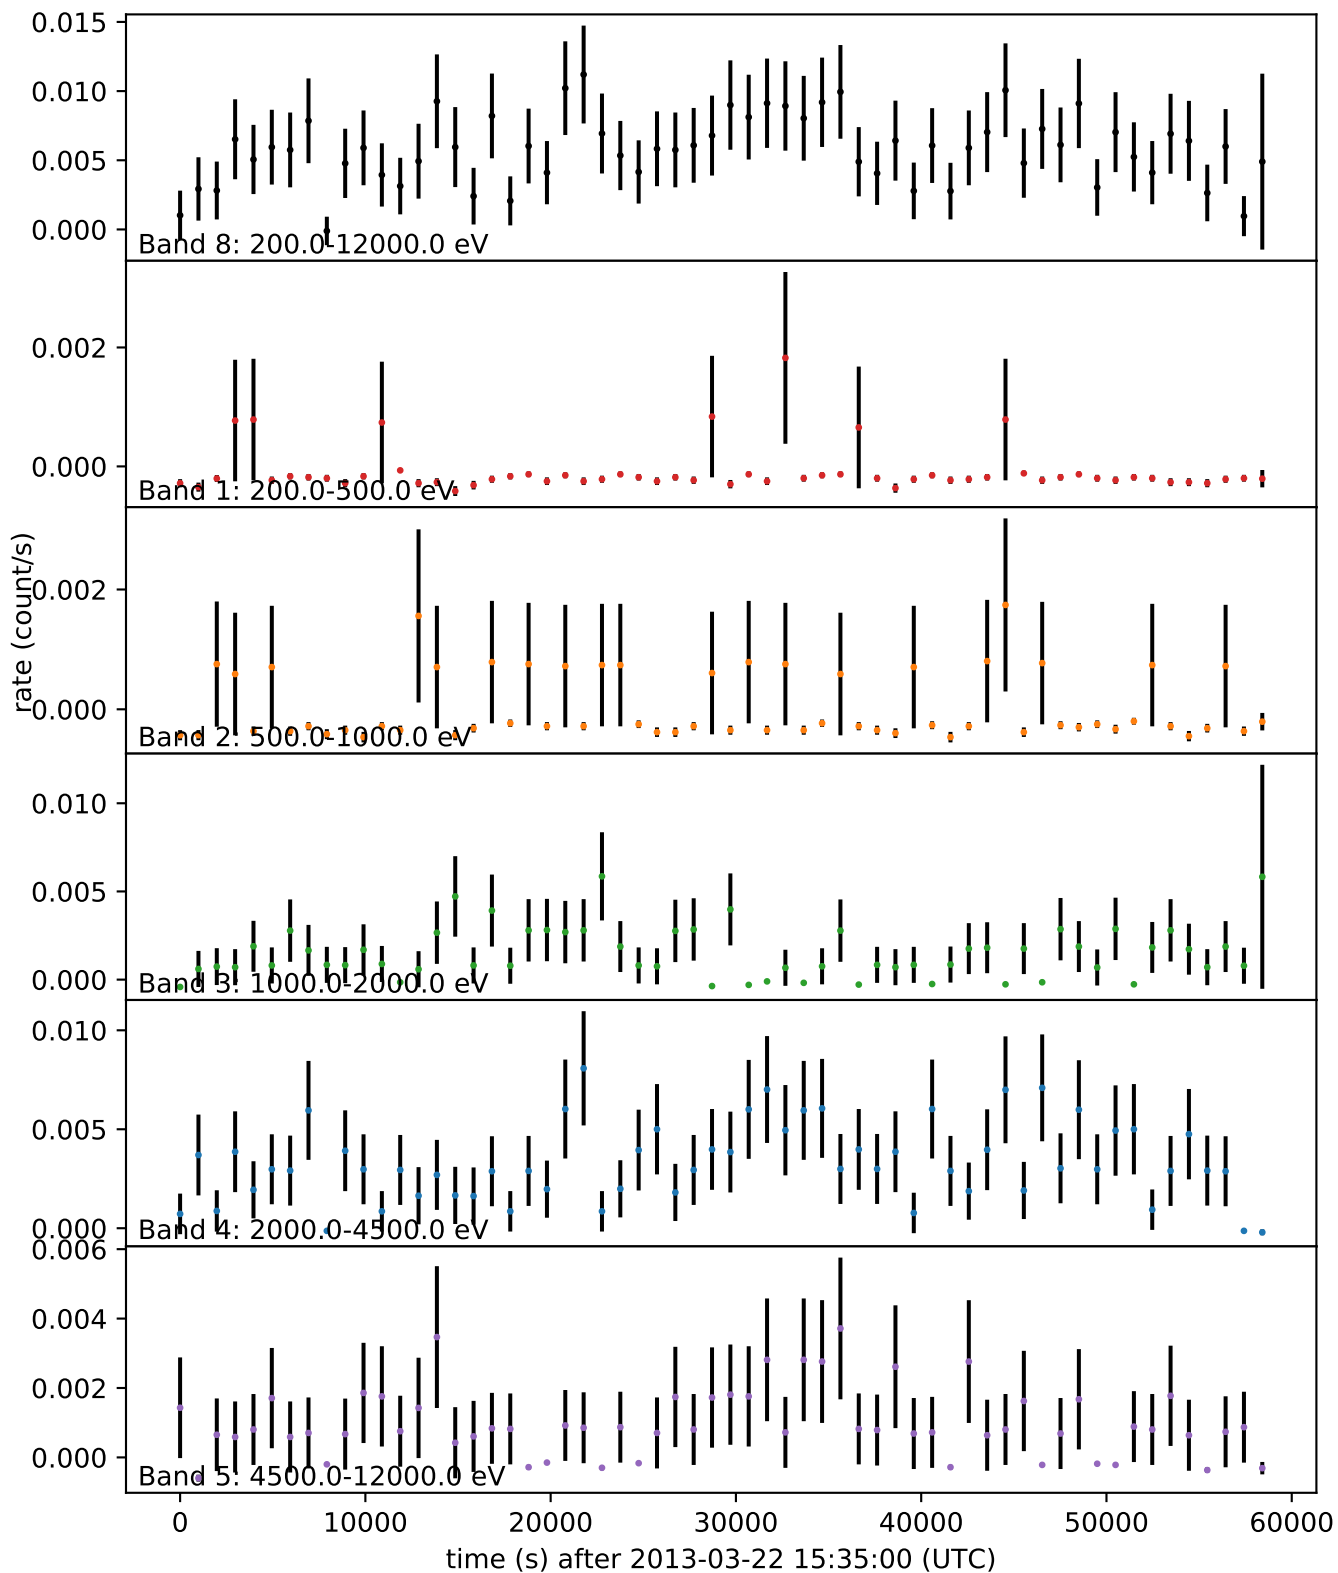 0.015
0.010
0.005
0.000
Band 8: 200.0-12000.0 eV
0.002
0.000
Band 1: 200.0-500.0 eV
rate (count/s)
0.002
0.000
Band 2: 500.0-1000.0 eV
0.010
0.005
0.000
Band 3: 1000.0-2000.0 eV
0.010
0.005
0.000
Band 4: 2000.0-4500.0 eV
0.006
0.004
0.002
0.000
Band 5: 4500.0-12000.0 eV
0 10000 20000 30000 40000 50000 60000
time (s) after 2013-03-22 15:35:00 (UTC)